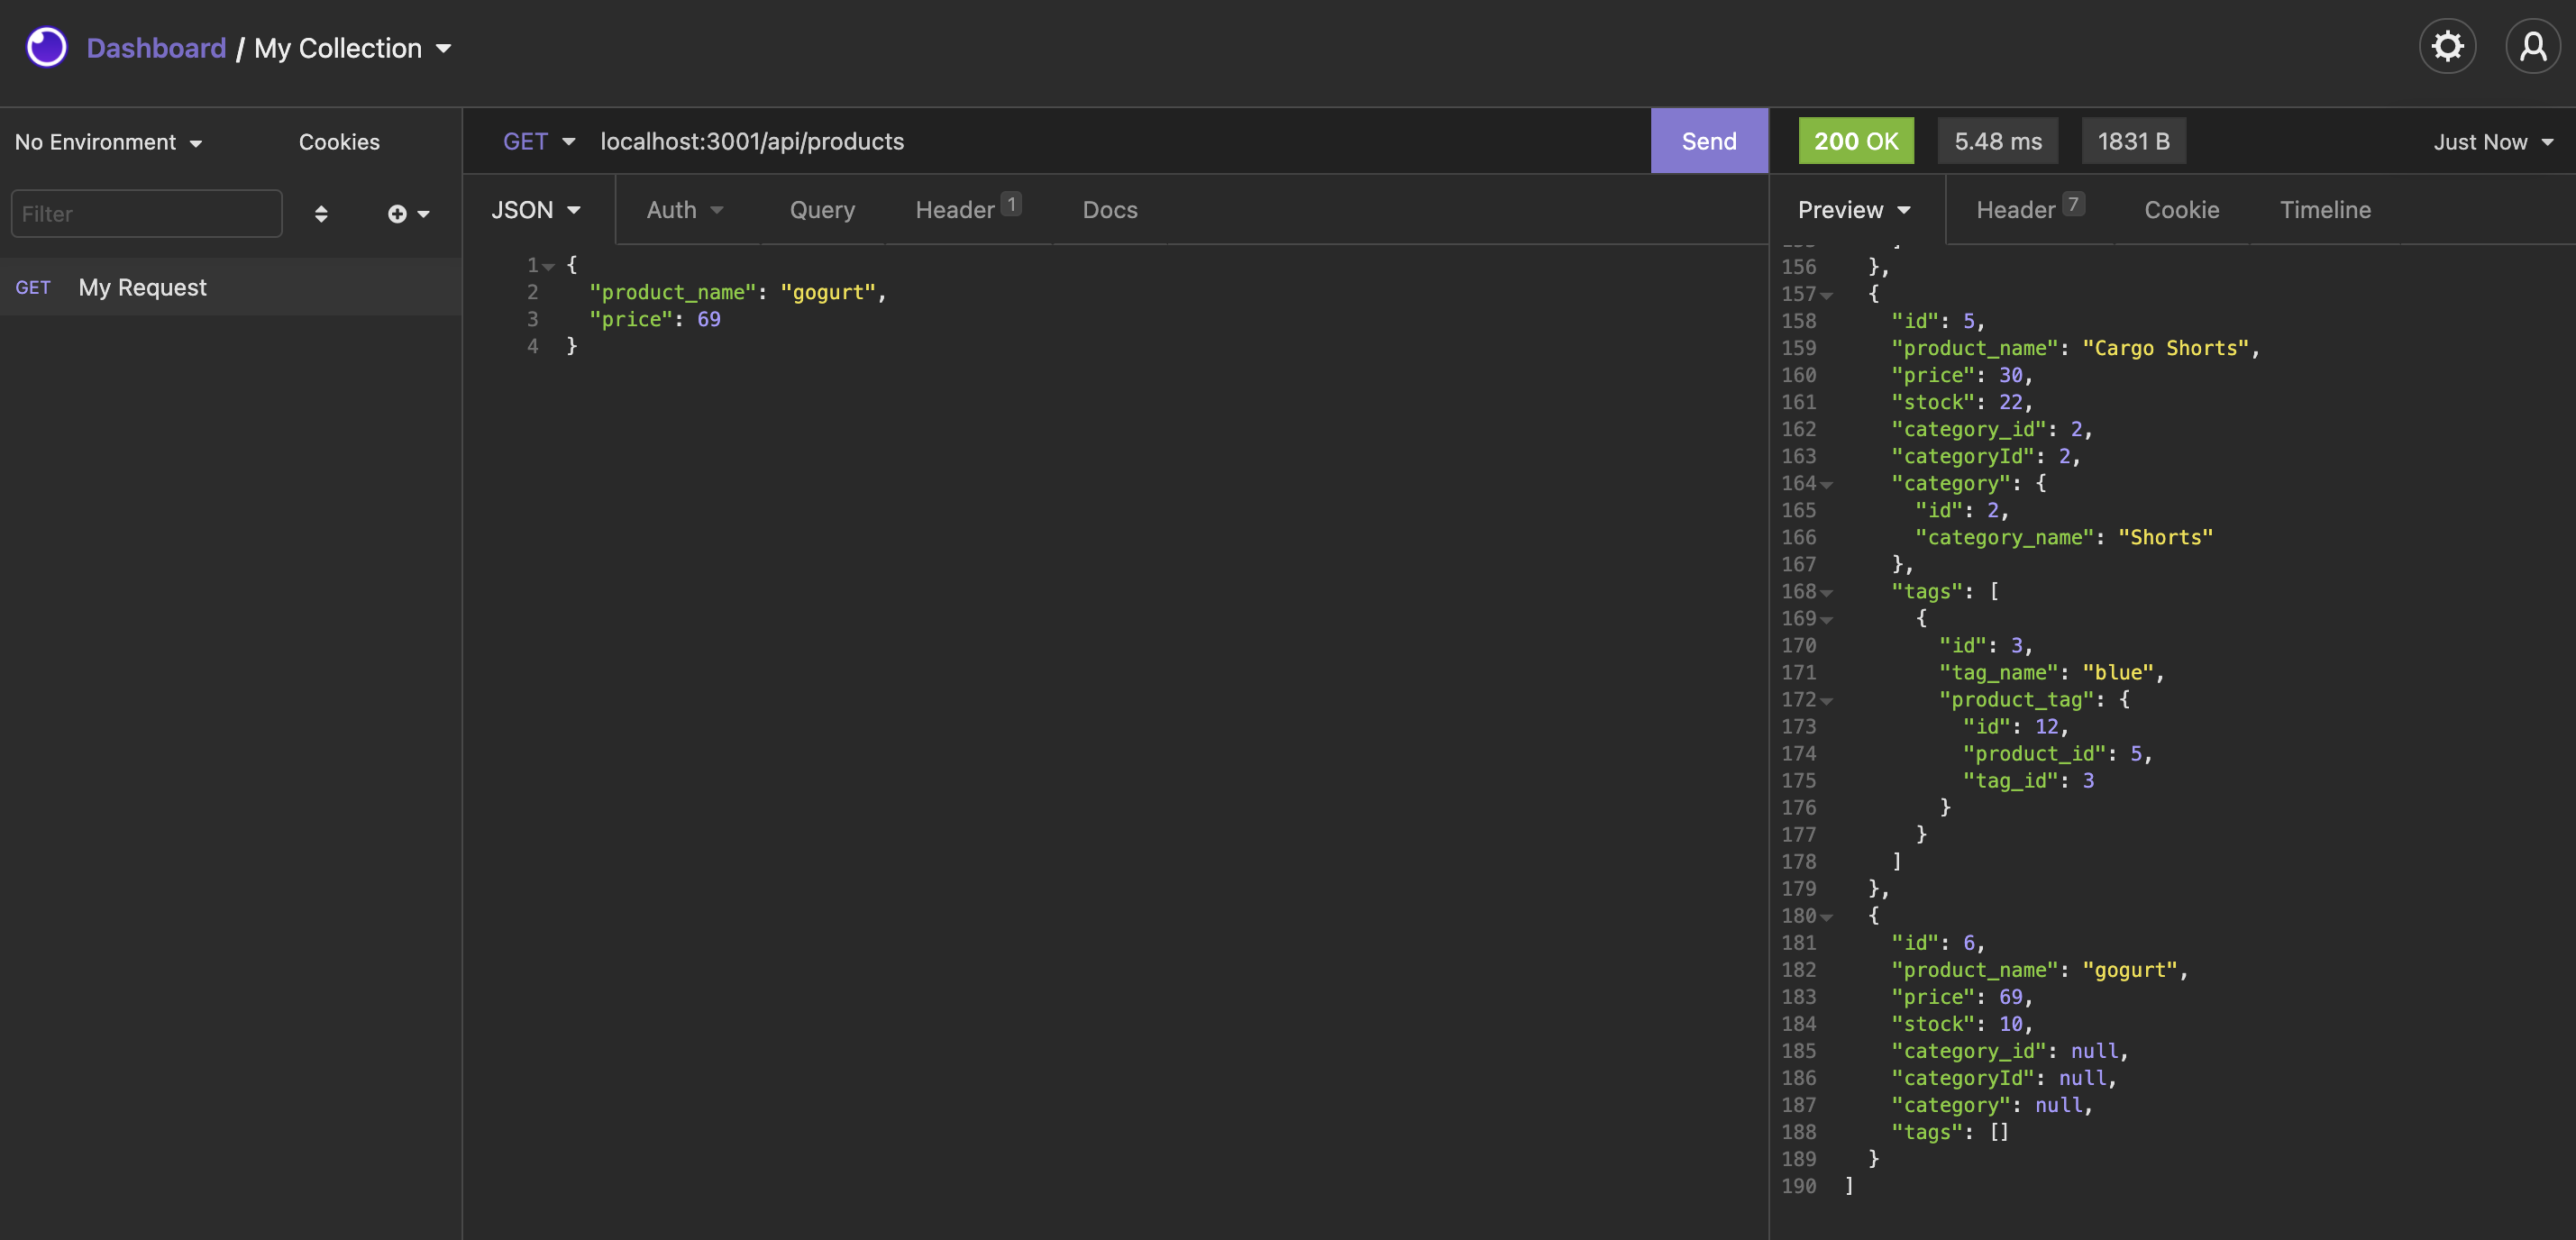 Dashboard / My Collection
No Environment
Cookies
GET localhost:3001/api/products
Send
200 OK
5.48 ms
1831 B
Just Now
Filter
JSON
Auth
Query
Header 1
Docs
Preview
Header 7
Cookie
Timeline
GET My Request
1 {
2 "product_name": "gogurt",
3 "price": 69
4 }
156 },
157 {
158 "id": 5,
159 "product_name": "Cargo Shorts",
160 "price": 30,
161 "stock": 22,
162 "category_id": 2,
163 "categoryId": 2,
164 "category": {
165 "id": 2,
166 "category_name": "Shorts"
167 },
168 "tags": [
169 {
170 "id": 3,
171 "tag_name": "blue",
172 "product_tag": {
173 "id": 12,
174 "product_id": 5,
175 "tag_id": 3
176 }
177 }
178 ]
179 },
180 {
181 "id": 6,
182 "product_name": "gogurt",
183 "price": 69,
184 "stock": 10,
185 "category_id": null,
186 "categoryId": null,
187 "category": null,
188 "tags": []
189 }
190 ]